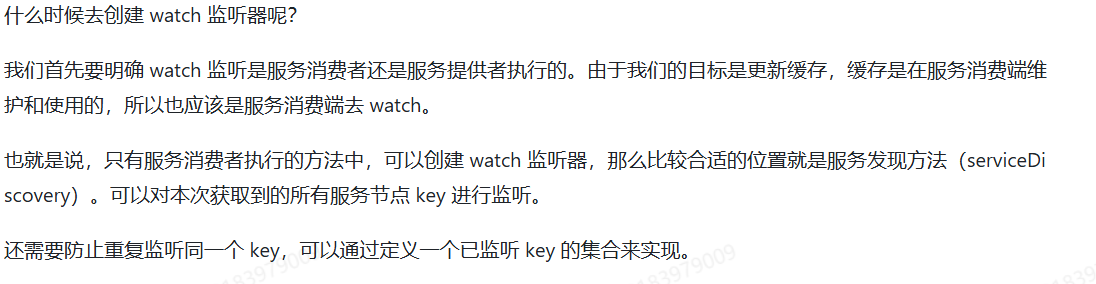 什么时候去创建 watch 监听器呢？
我们首先要明确 watch 监听是服务消费者还是服务提供者执行的。由于我们的目标是更新缓存，缓存是在服务消费端维
护和使用的，所以也应该是服务消费端去 watch。
也就是说，只有服务消费者执行的方法中，可以创建 watch 监听器，那么比较合适的位置就是服务发现方法（serviceDi
scovery）。可以对本次获取到的所有服务节点 key 进行监听。
还需要防止重复监听同一个 key，可以通过定义一个已监听 key 的集合来实现。